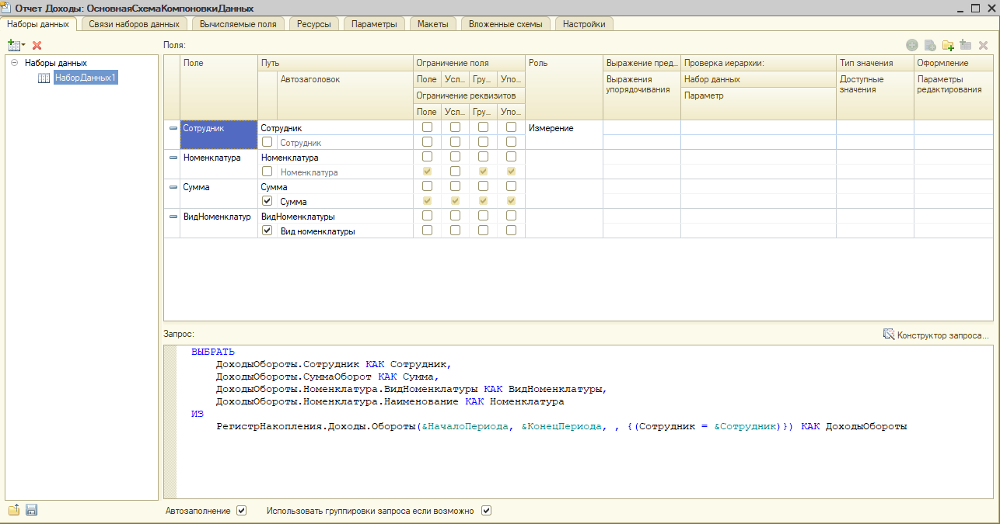 Отчет Доходы: ОсновнаяСхемаКомпоновкиДанных
Наборы данных Связи наборов данных Вычисляемые поля Ресурсы Параметры Макеты Вложенные схемы Настройки
Поля:
Наборы данных
НаборДанных1
Поле Путь Ограничение поля Роль Выражение пред... Проверка иерархии: Тип значения Оформление
Автозаголовок Поле Усл... Гру... Упо... Выражения упорядочивания Набор данных Доступные значения Параметры редактирования
Ограничение реквизитов Параметр
Поле Усл... Гру... Упо...
Сотрудник Сотрудник Измерение
Сотрудник
Номенклатура Номенклатура
Номенклатура
Сумма Сумма
Сумма
ВидНоменклатур ВидНоменклатуры
Вид номенклатуры
Запрос: Конструктор запроса...
ВЫБРАТЬ
ДоходыОбороты.Сотрудник КАК Сотрудник,
ДоходыОбороты.СуммаОборот КАК Сумма,
ДоходыОбороты.Номенклатура.ВидНоменклатуры КАК ВидНоменклатуры,
ДоходыОбороты.Номенклатура.Наименование КАК Номенклатура
ИЗ
РегистрНакопления.Доходы.Обороты(&НачалоПериода, &КонецПериода, , {(Сотрудник = &Сотрудник)}) КАК ДоходыОбороты
Автозаполнение Использовать группировки запроса если возможно